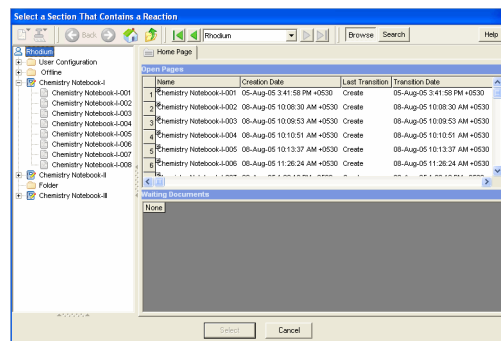 Select a Section That Contains a Reaction
Back
Rhodium
Browse
Search
Help
Rhodium
User Configuration
Offline
Chemistry Notebook-I
Chemistry Notebook-I-001
Chemistry Notebook-I-002
Chemistry Notebook-I-003
Chemistry Notebook-I-004
Chemistry Notebook-I-005
Chemistry Notebook-I-006
Chemistry Notebook-I-007
Chemistry Notebook-I-008
Chemistry Notebook-II
Folder
Chemistry Notebook-III
Home Page
Open Pages
Name Creation Date Last Transition Transition Date
1 Chemistry Notebook-I-001 05-Aug-05 3:41:58 PM +0530 Create 05-Aug-05 3:41:58 PM +0530
2 Chemistry Notebook-I-002 08-Aug-05 10:08:30 AM +0530 Create 08-Aug-05 10:08:30 AM +0530
3 Chemistry Notebook-I-003 08-Aug-05 10:09:53 AM +0530 Create 08-Aug-05 10:09:53 AM +0530
4 Chemistry Notebook-I-004 08-Aug-05 10:10:51 AM +0530 Create 08-Aug-05 10:10:51 AM +0530
5 Chemistry Notebook-I-005 08-Aug-05 10:13:37 AM +0530 Create 08-Aug-05 10:13:37 AM +0530
6 Chemistry Notebook-I-006 08-Aug-05 11:26:24 AM +0530 Create 08-Aug-05 11:26:24 AM +0530
Waiting Documents
None
Select
Cancel